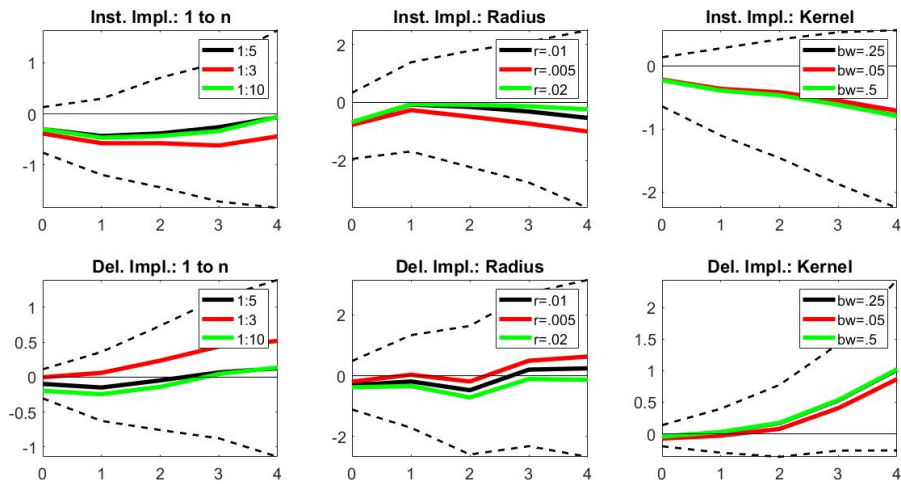 Inst. Impl.: 1 to n
1
0
-1
0 1 2 3 4
1:5
1:3
1:10
Inst. Impl.: Radius
2
0
-2
0 1 2 3 4
r=.01
r=.005
r=.02
Inst. Impl.: Kernel
0
-1
-2
0 1 2 3 4
bw=.25
bw=.05
bw=.5
Del. Impl.: 1 to n
1
0.5
0
-0.5
-1
0 1 2 3 4
1:5
1:3
1:10
Del. Impl.: Radius
2
0
-2
0 1 2 3 4
r=.01
r=.005
r=.02
Del. Impl.: Kernel
2
1.5
1
0.5
0
0 1 2 3 4
bw=.25
bw=.05
bw=.5